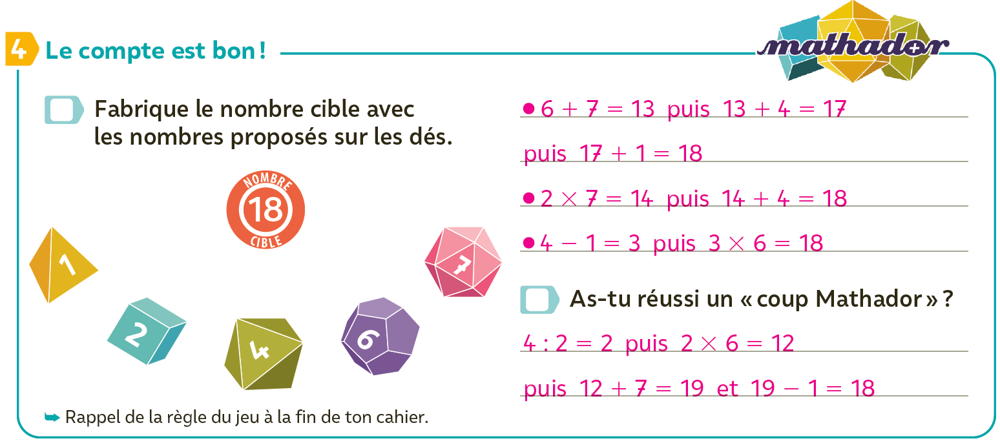 4 Le compte est bon !
mathador
Fabrique le nombre cible avec
les nombres proposés sur les dés.
NOMBRE
18
CIBLE
1
2
4
6
7
➥ Rappel de la règle du jeu à la fin de ton cahier.
● 6 + 7 = 13 puis 13 + 4 = 17
puis 17 + 1 = 18
● 2 × 7 = 14 puis 14 + 4 = 18
● 4 − 1 = 3 puis 3 × 6 = 18
As-tu réussi un « coup Mathador » ?
4 : 2 = 2 puis 2 × 6 = 12
puis 12 + 7 = 19 et 19 − 1 = 18